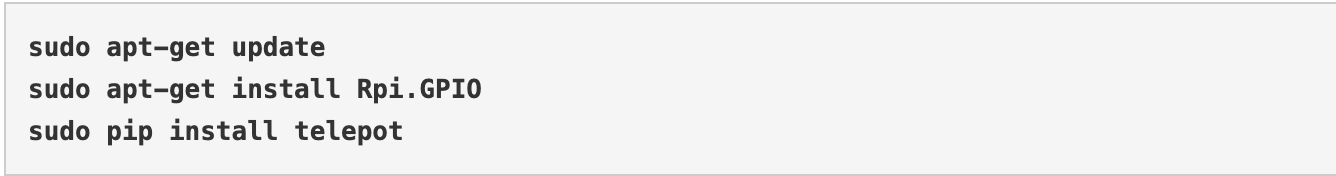 sudo apt-get update
sudo apt-get install Rpi.GPIO
sudo pip install telepot